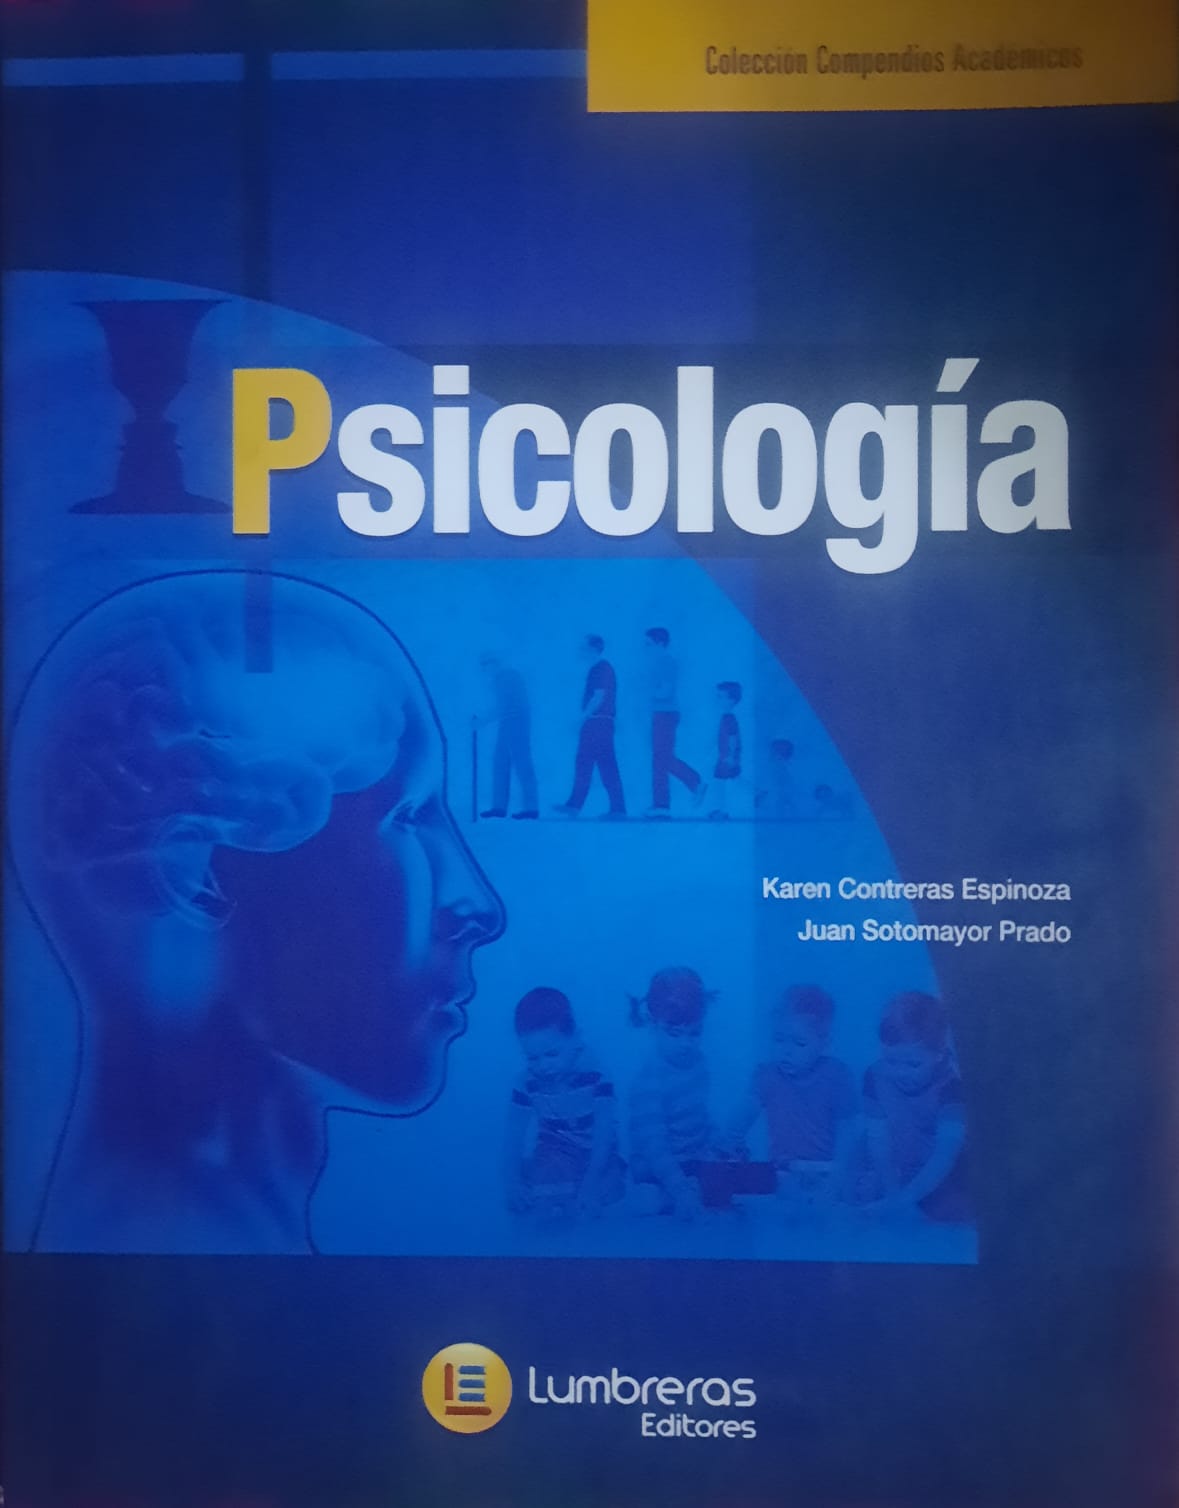 Colección Compendios Académicos
Psicología
Karen Contreras Espinoza
Juan Sotomayor Prado
Lumbreras
Editores